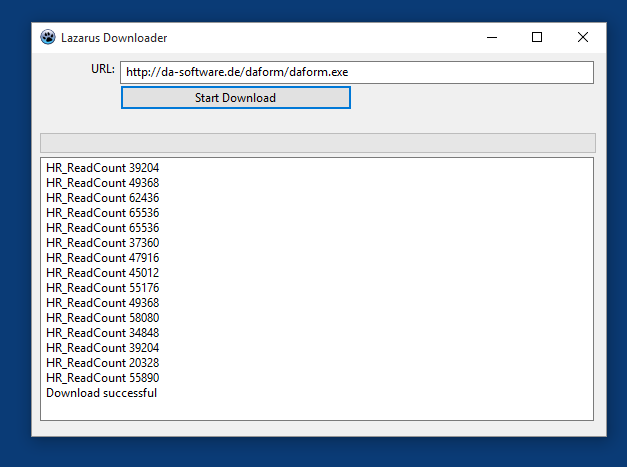 Lazarus Downloader
URL: http://da-software.de/daform/daform.exe
Start Download
HR_ReadCount 39204
HR_ReadCount 49368
HR_ReadCount 62436
HR_ReadCount 65536
HR_ReadCount 65536
HR_ReadCount 37360
HR_ReadCount 47916
HR_ReadCount 45012
HR_ReadCount 55176
HR_ReadCount 49368
HR_ReadCount 58080
HR_ReadCount 34848
HR_ReadCount 39204
HR_ReadCount 20328
HR_ReadCount 55890
Download successful